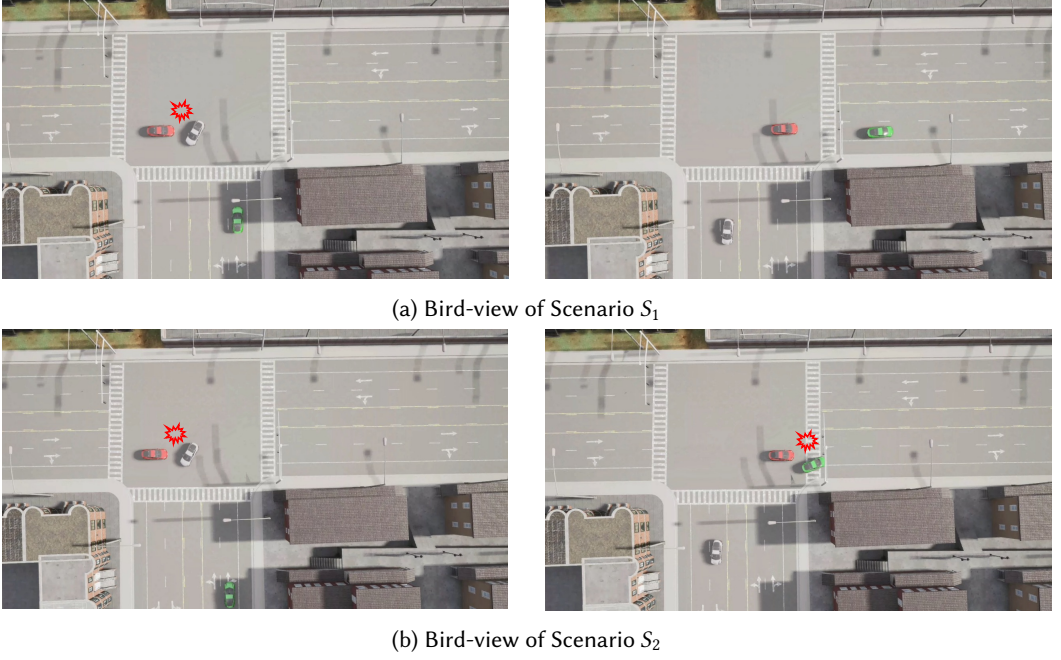 (a) Bird-view of Scenario S₁
(b) Bird-view of Scenario S₂